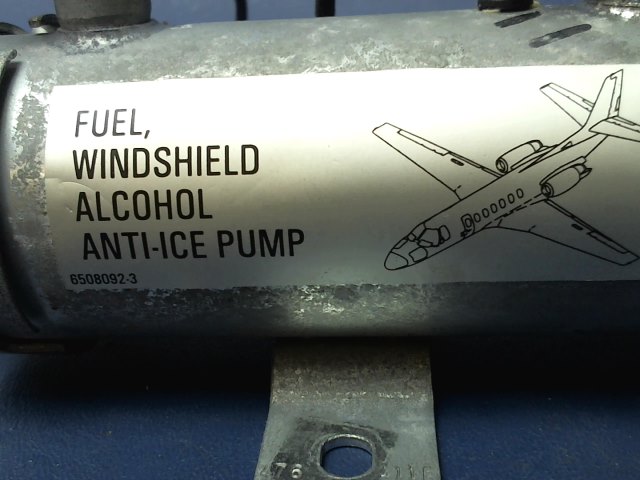 FUEL,
WINDSHIELD
ALCOHOL
ANTI-ICE PUMP
6508092-3